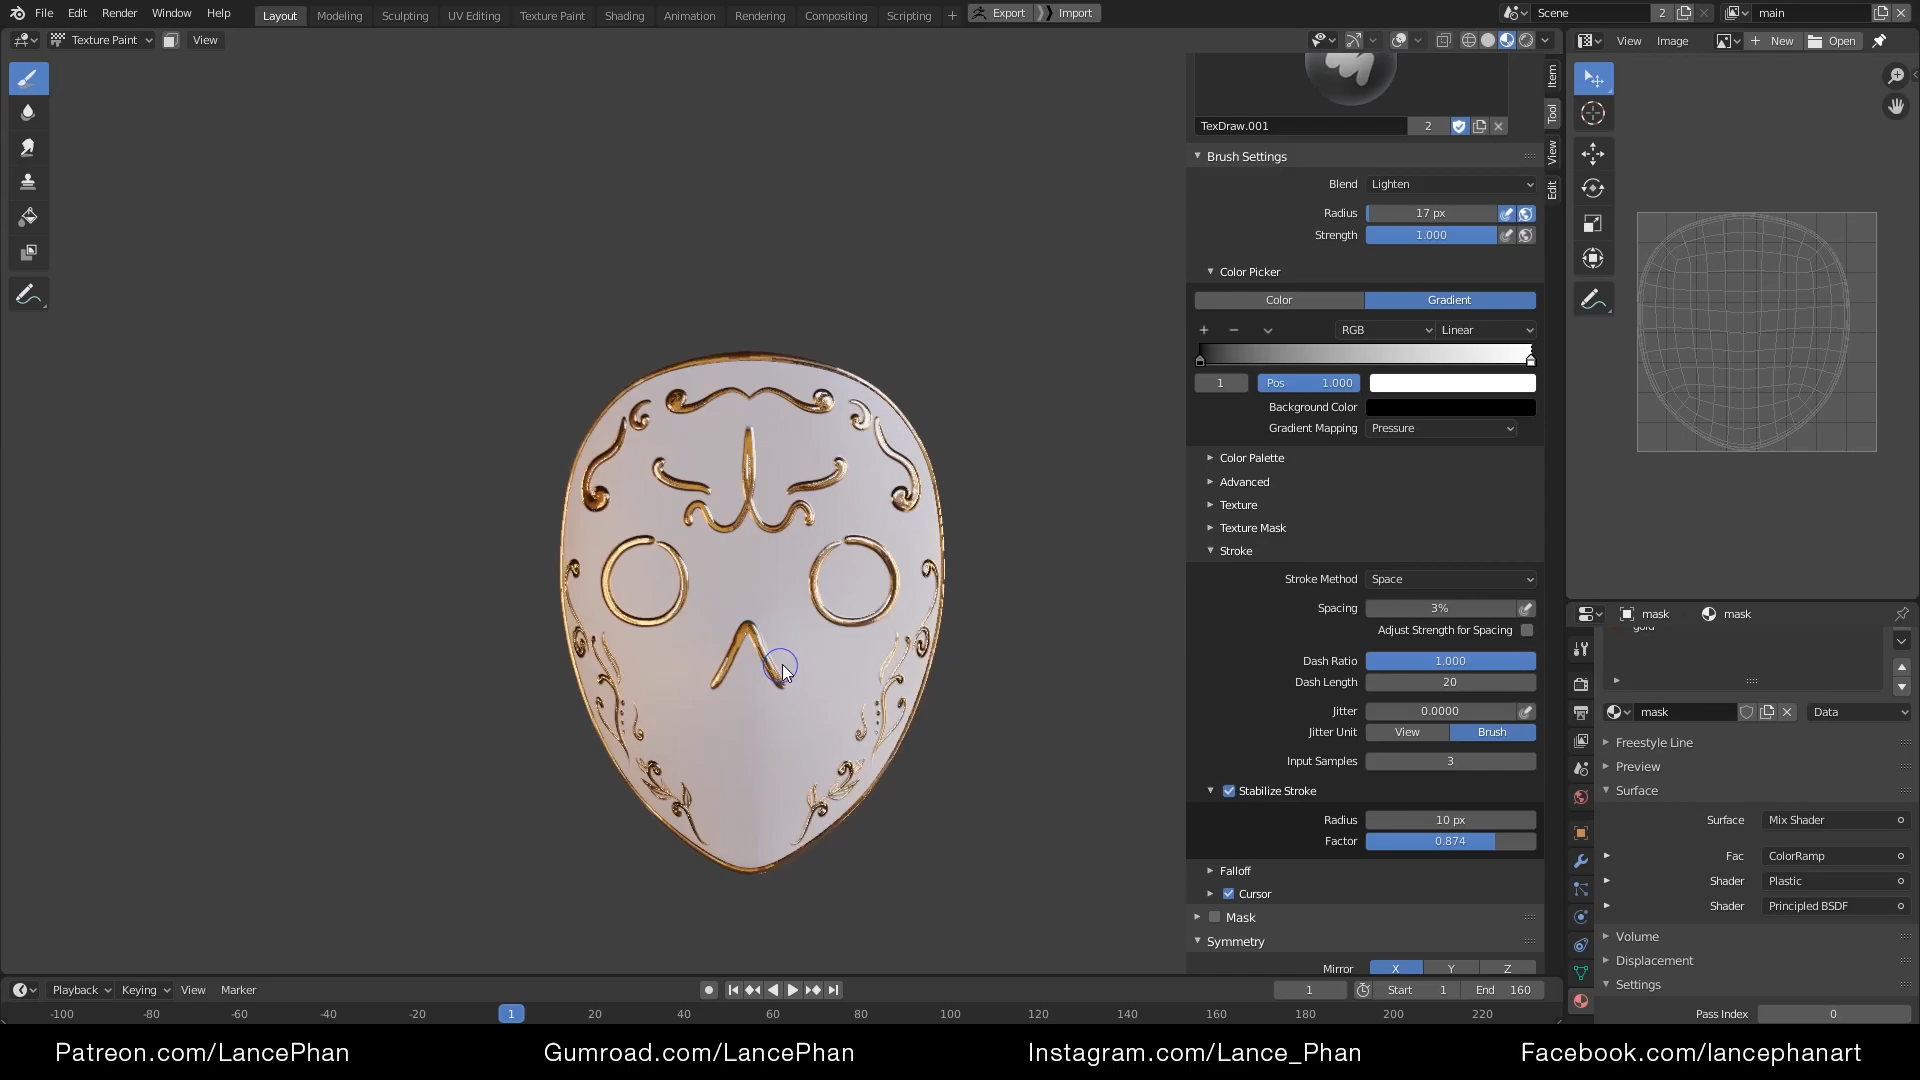 File Edit Render Window Help Layout Modeling Sculpting UV Editing Texture Paint Shading Animation Rendering Compositing Scripting + Export Import Scene 2 main
Texture Paint View
View Image New Open
TexDraw.001 2
Item
Tool
View
Edit
Brush Settings
Blend Lighten
Radius 17 px
Strength 1.000
Color Picker
Color Gradient
+ − RGB Linear
1 Pos 1.000
Background Color
Gradient Mapping Pressure
Color Palette
Advanced
Texture
Texture Mask
Stroke
Stroke Method Space
Spacing 3%
Adjust Strength for Spacing
Dash Ratio 1.000
Dash Length 20
Jitter 0.0000
Jitter Unit View Brush
Input Samples 3
Stabilize Stroke
Radius 10 px
Factor 0.874
Falloff
Cursor
Mask
Symmetry
Mirror X Y Z
mask mask
gold
mask Data
Freestyle Line
Preview
Surface
Surface Mix Shader
Fac ColorRamp
Shader Plastic
Shader Principled BSDF
Volume
Displacement
Settings
Pass Index 0
Playback Keying View Marker 1 Start 1 End 160
-100 -80 -60 -40 -20 1 20 40 60 80 100 120 140 160 180 200 220
Patreon.com/LancePhan Gumroad.com/LancePhan Instagram.com/Lance_Phan Facebook.com/lancephanart